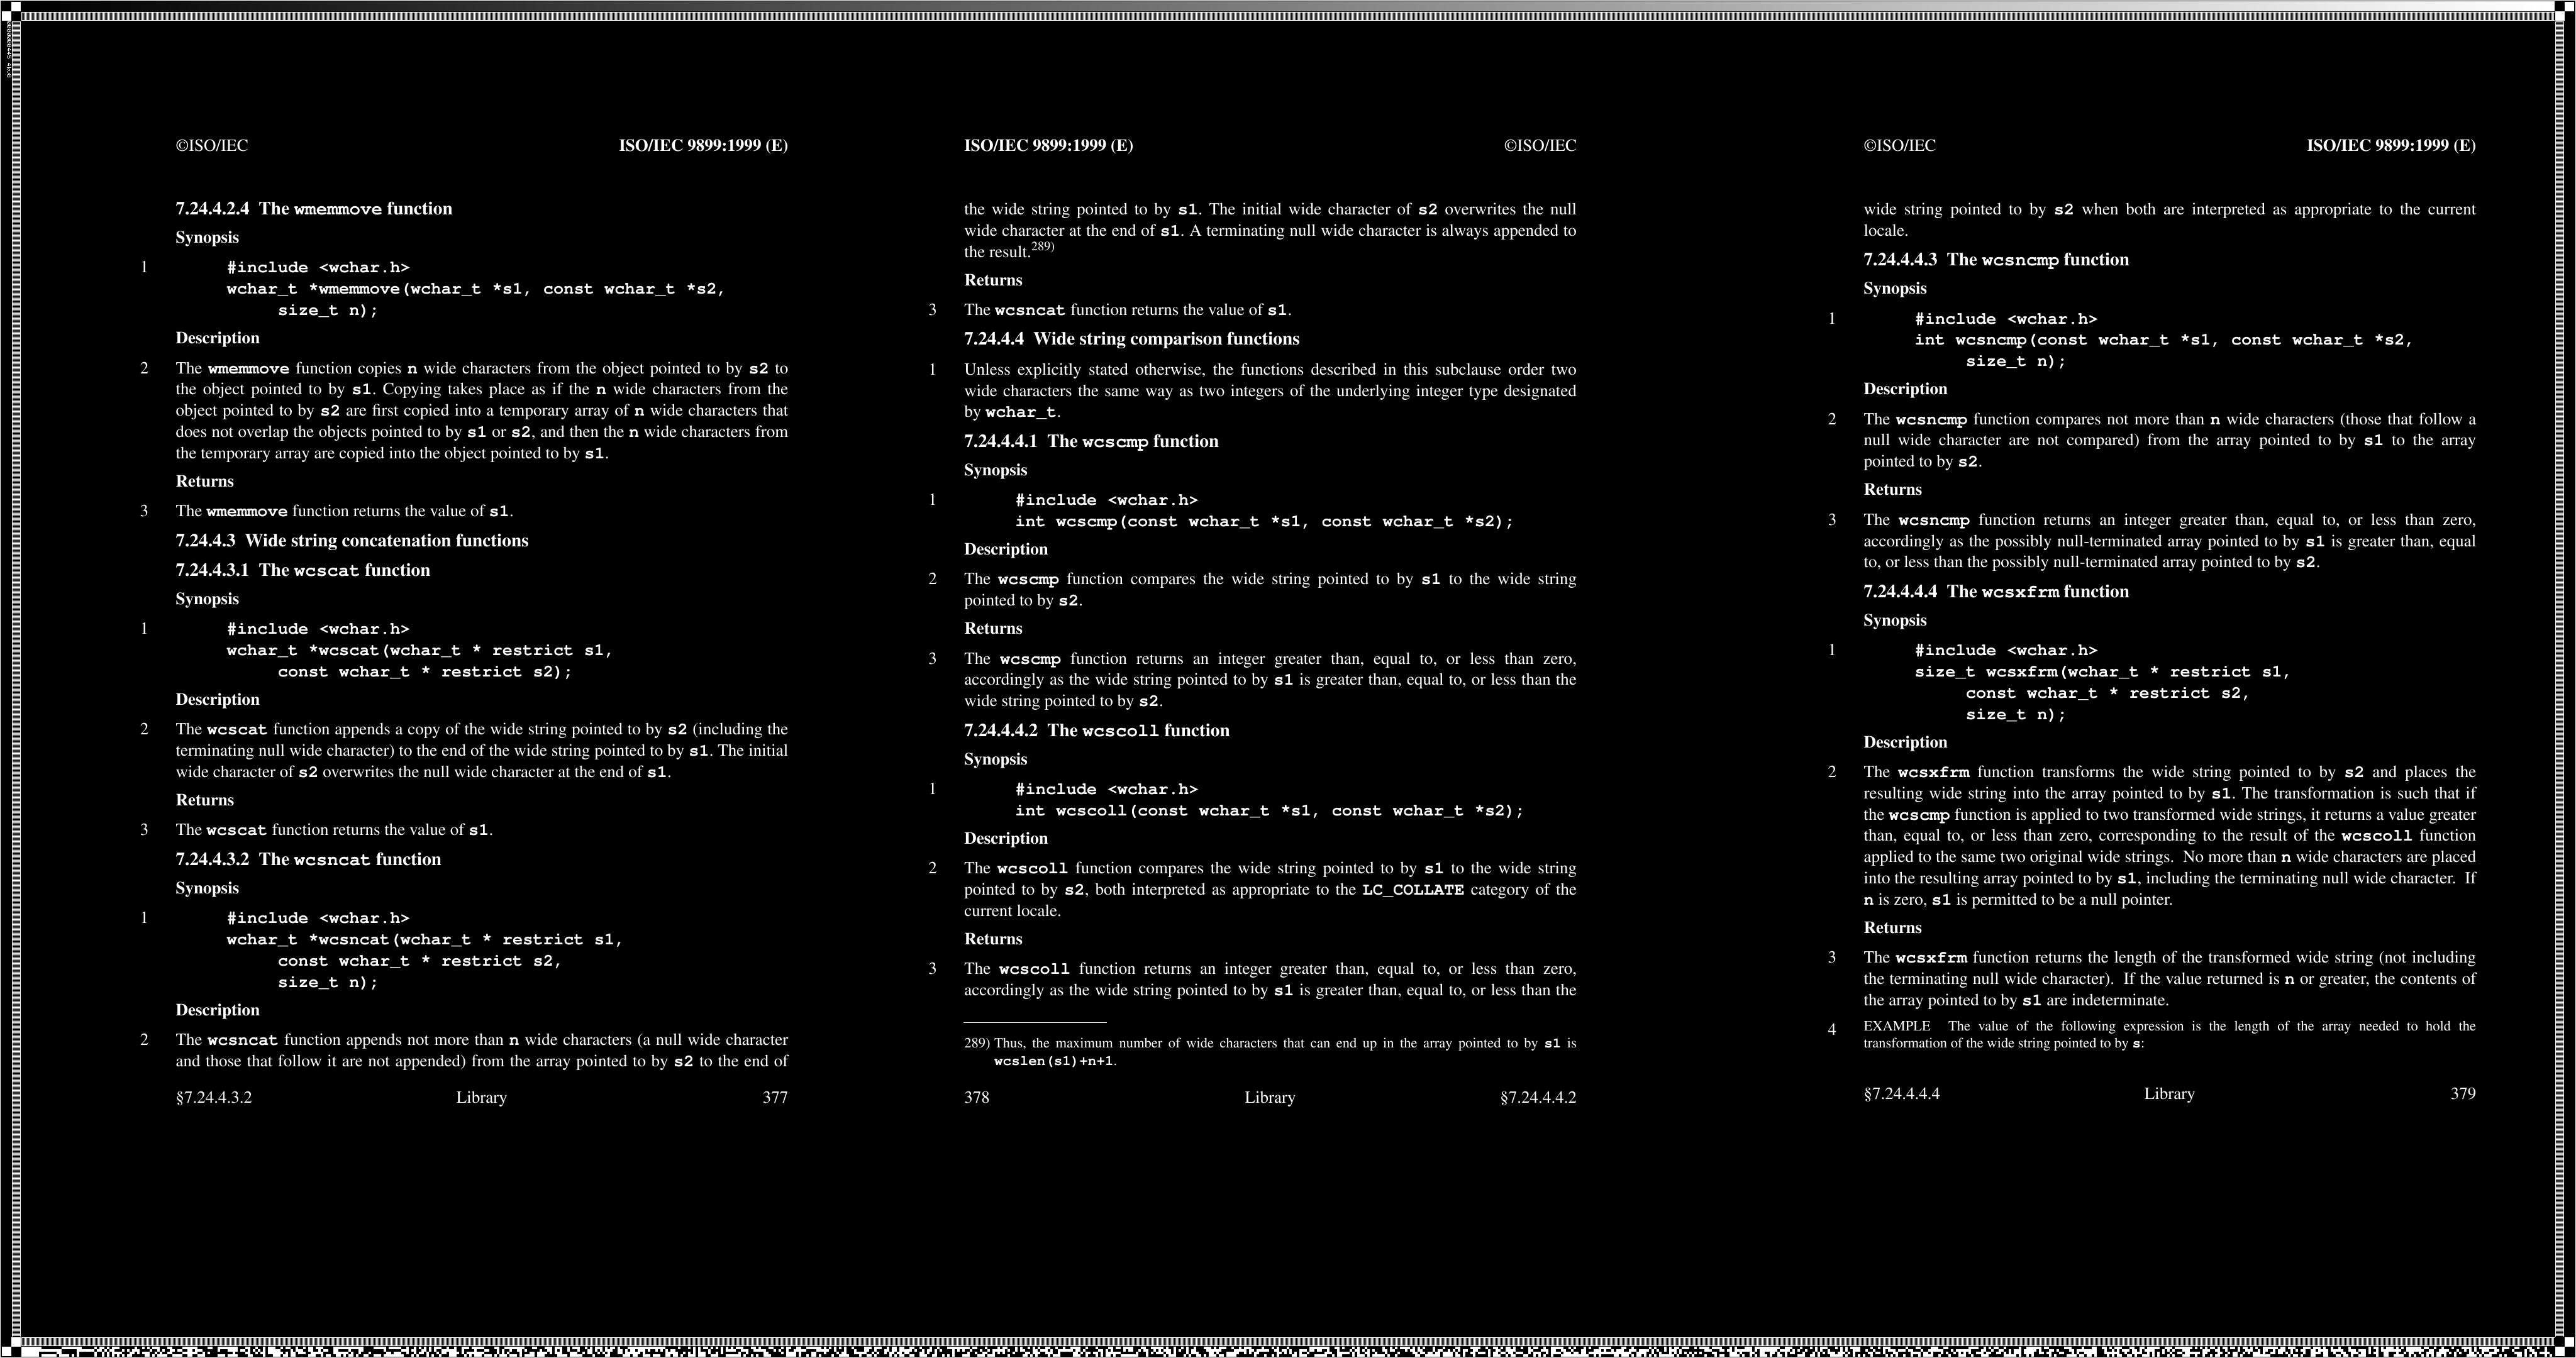 ©ISO/IEC ISO/IEC 9899:1999 (E)
7.24.4.2.4 The wmemmove function
Synopsis
1 #include <wchar.h>
wchar_t *wmemmove(wchar_t *s1, const wchar_t *s2,
size_t n);
Description
2 The wmemmove function copies n wide characters from the object pointed to by s2 to
the object pointed to by s1. Copying takes place as if the n wide characters from the
object pointed to by s2 are first copied into a temporary array of n wide characters that
does not overlap the objects pointed to by s1 or s2, and then the n wide characters from
the temporary array are copied into the object pointed to by s1.
Returns
3 The wmemmove function returns the value of s1.
7.24.4.3 Wide string concatenation functions
7.24.4.3.1 The wcscat function
Synopsis
1 #include <wchar.h>
wchar_t *wcscat(wchar_t * restrict s1,
const wchar_t * restrict s2);
Description
2 The wcscat function appends a copy of the wide string pointed to by s2 (including the
terminating null wide character) to the end of the wide string pointed to by s1. The initial
wide character of s2 overwrites the null wide character at the end of s1.
Returns
3 The wcscat function returns the value of s1.
7.24.4.3.2 The wcsncat function
Synopsis
1 #include <wchar.h>
wchar_t *wcsncat(wchar_t * restrict s1,
const wchar_t * restrict s2,
size_t n);
Description
2 The wcsncat function appends not more than n wide characters (a null wide character
and those that follow it are not appended) from the array pointed to by s2 to the end of
§7.24.4.3.2 Library 377
ISO/IEC 9899:1999 (E) ©ISO/IEC
the wide string pointed to by s1. The initial wide character of s2 overwrites the null
wide character at the end of s1. A terminating null wide character is always appended to
the result.289)
Returns
3 The wcsncat function returns the value of s1.
7.24.4.4 Wide string comparison functions
1 Unless explicitly stated otherwise, the functions described in this subclause order two
wide characters the same way as two integers of the underlying integer type designated
by wchar_t.
7.24.4.4.1 The wcscmp function
Synopsis
1 #include <wchar.h>
int wcscmp(const wchar_t *s1, const wchar_t *s2);
Description
2 The wcscmp function compares the wide string pointed to by s1 to the wide string
pointed to by s2.
Returns
3 The wcscmp function returns an integer greater than, equal to, or less than zero,
accordingly as the wide string pointed to by s1 is greater than, equal to, or less than the
wide string pointed to by s2.
7.24.4.4.2 The wcscoll function
Synopsis
1 #include <wchar.h>
int wcscoll(const wchar_t *s1, const wchar_t *s2);
Description
2 The wcscoll function compares the wide string pointed to by s1 to the wide string
pointed to by s2, both interpreted as appropriate to the LC_COLLATE category of the
current locale.
Returns
3 The wcscoll function returns an integer greater than, equal to, or less than zero,
accordingly as the wide string pointed to by s1 is greater than, equal to, or less than the
289) Thus, the maximum number of wide characters that can end up in the array pointed to by s1 is
wcslen(s1)+n+1.
378 Library §7.24.4.4.2
©ISO/IEC ISO/IEC 9899:1999 (E)
wide string pointed to by s2 when both are interpreted as appropriate to the current
locale.
7.24.4.4.3 The wcsncmp function
Synopsis
1 #include <wchar.h>
int wcsncmp(const wchar_t *s1, const wchar_t *s2,
size_t n);
Description
2 The wcsncmp function compares not more than n wide characters (those that follow a
null wide character are not compared) from the array pointed to by s1 to the array
pointed to by s2.
Returns
3 The wcsncmp function returns an integer greater than, equal to, or less than zero,
accordingly as the possibly null-terminated array pointed to by s1 is greater than, equal
to, or less than the possibly null-terminated array pointed to by s2.
7.24.4.4.4 The wcsxfrm function
Synopsis
1 #include <wchar.h>
size_t wcsxfrm(wchar_t * restrict s1,
const wchar_t * restrict s2,
size_t n);
Description
2 The wcsxfrm function transforms the wide string pointed to by s2 and places the
resulting wide string into the array pointed to by s1. The transformation is such that if
the wcscmp function is applied to two transformed wide strings, it returns a value greater
than, equal to, or less than zero, corresponding to the result of the wcscoll function
applied to the same two original wide strings. No more than n wide characters are placed
into the resulting array pointed to by s1, including the terminating null wide character. If
n is zero, s1 is permitted to be a null pointer.
Returns
3 The wcsxfrm function returns the length of the transformed wide string (not including
the terminating null wide character). If the value returned is n or greater, the contents of
the array pointed to by s1 are indeterminate.
4 EXAMPLE The value of the following expression is the length of the array needed to hold the
transformation of the wide string pointed to by s:
§7.24.4.4.4 Library 379